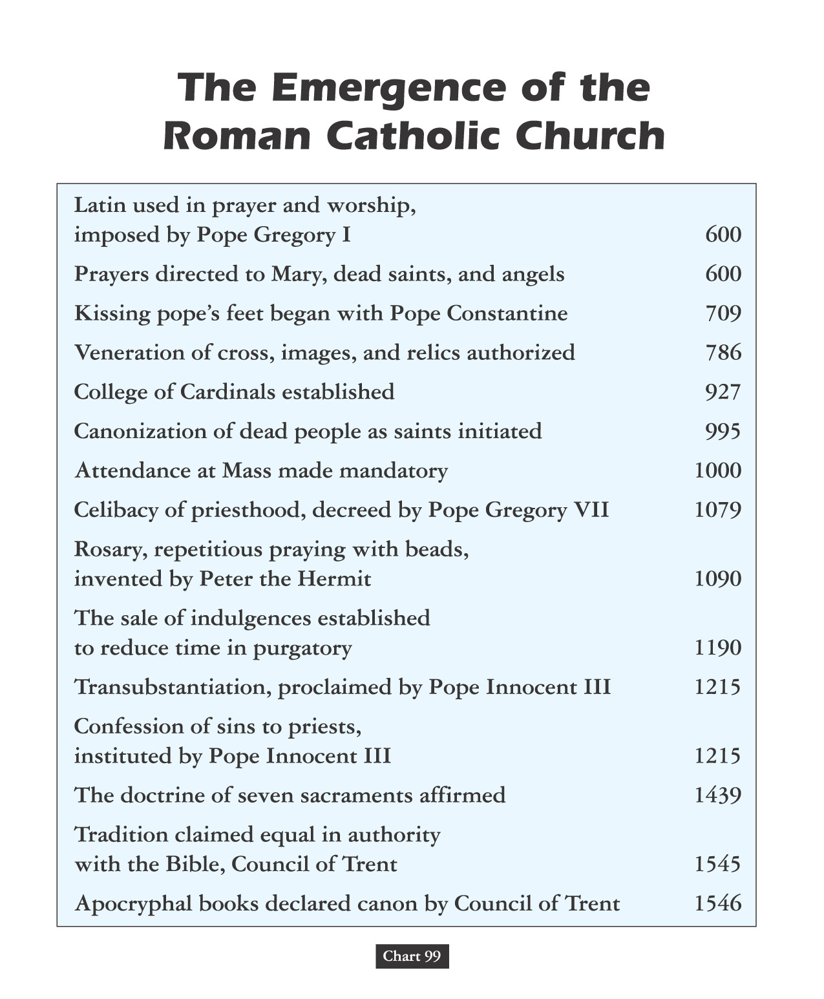 The Emergence of the
Roman Catholic Church
Latin used in prayer and worship,
imposed by Pope Gregory I 600
Prayers directed to Mary, dead saints, and angels 600
Kissing pope's feet began with Pope Constantine 709
Veneration of cross, images, and relics authorized 786
College of Cardinals established 927
Canonization of dead people as saints initiated 995
Attendance at Mass made mandatory 1000
Celibacy of priesthood, decreed by Pope Gregory VII 1079
Rosary, repetitious praying with beads,
invented by Peter the Hermit 1090
The sale of indulgences established
to reduce time in purgatory 1190
Transubstantiation, proclaimed by Pope Innocent III 1215
Confession of sins to priests,
instituted by Pope Innocent III 1215
The doctrine of seven sacraments affirmed 1439
Tradition claimed equal in authority
with the Bible, Council of Trent 1545
Apocryphal books declared canon by Council of Trent 1546
Chart 99